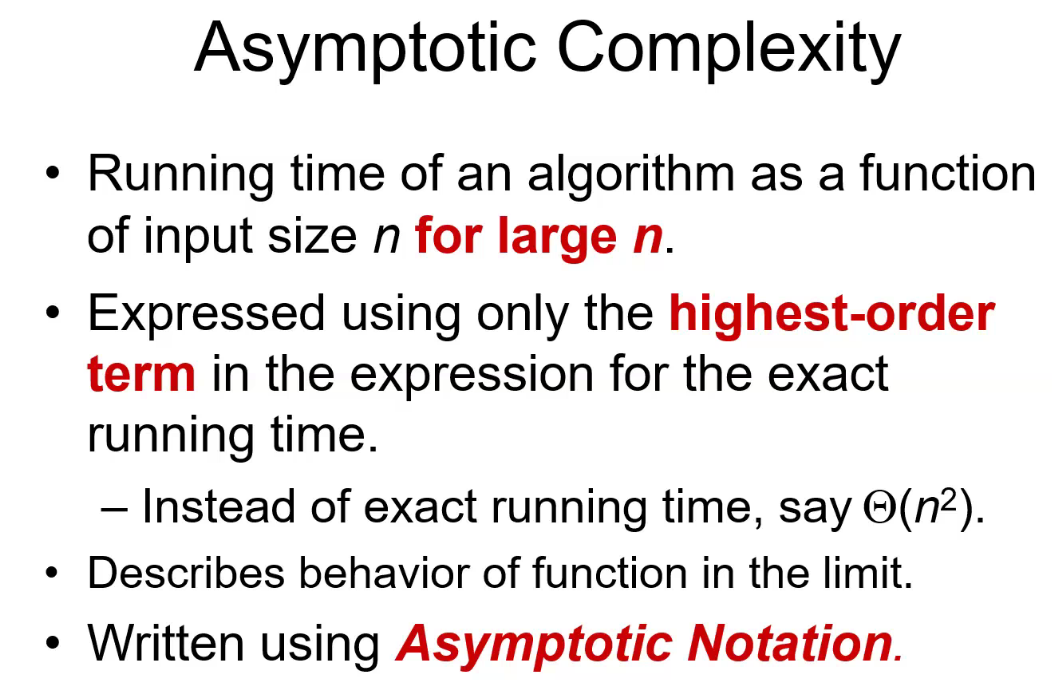 Asymptotic Complexity
• Running time of an algorithm as a function
of input size n for large n.
• Expressed using only the highest-order
term in the expression for the exact
running time.
– Instead of exact running time, say Θ(n²).
• Describes behavior of function in the limit.
• Written using Asymptotic Notation.